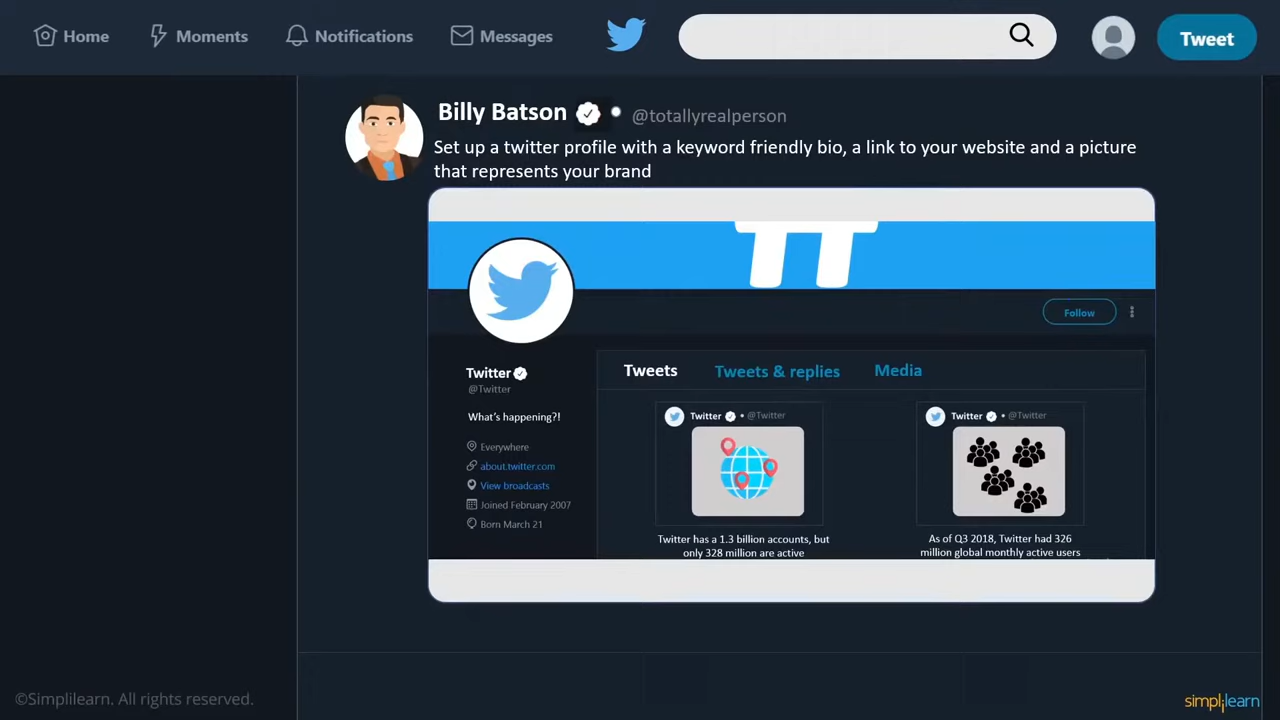 Home
Moments
Notifications
Messages
Tweet
Billy Batson
@totallyrealperson
Set up a twitter profile with a keyword friendly bio, a link to your website and a picture
that represents your brand
Follow
Twitter
@Twitter
What's happening?!
Everywhere
about.twitter.com
View broadcasts
Joined February 2007
Born March 21
Tweets
Tweets & replies
Media
Twitter • @Twitter
Twitter has a 1.3 billion accounts, but
only 328 million are active
Twitter • @Twitter
As of Q3 2018, Twitter had 326
million global monthly active users
©Simplilearn. All rights reserved.
simplilearn